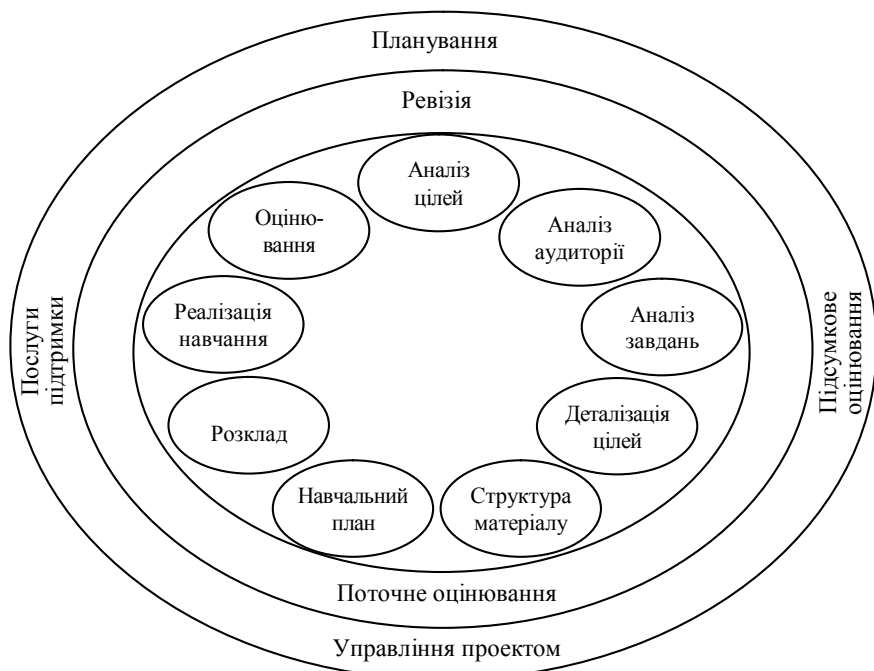 Планування
Ревізія
Аналіз
цілей
Оціню-
вання
Аналіз
аудиторії
Реалізація
навчання
Аналіз
завдань
Послуги
підтримки
Підсумкове
оцінювання
Розклад
Деталізація
цілей
Навчальний
план
Структура
матеріалу
Поточне оцінювання
Управління проектом